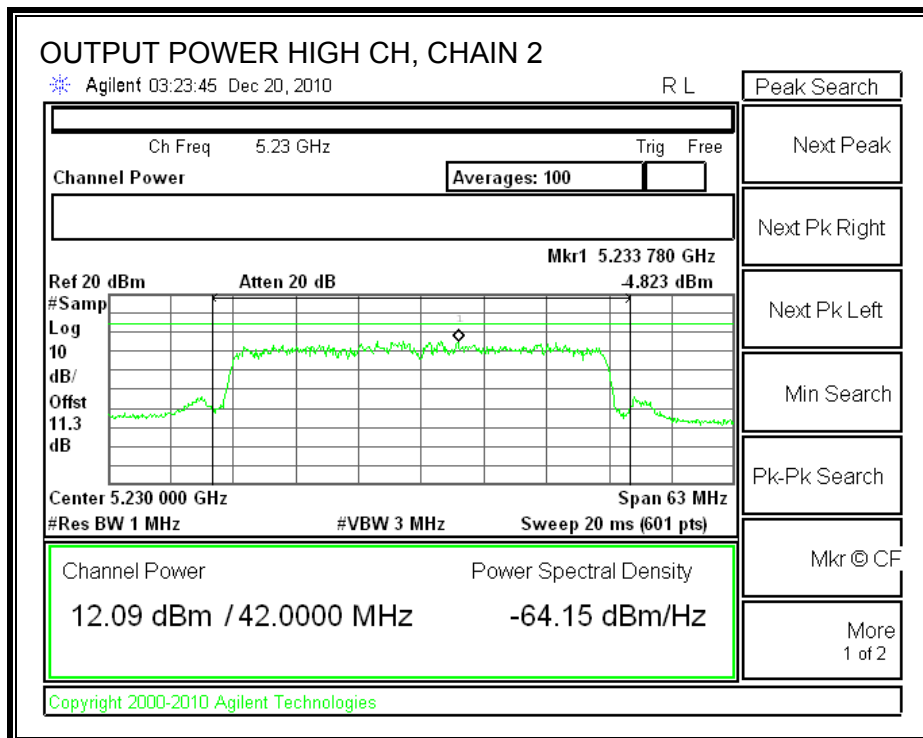 OUTPUT POWER HIGH CH, CHAIN 2
Agilent 03:23:45 Dec 20, 2010 R L
Peak Search
Ch Freq 5.23 GHz Trig Free
Channel Power Averages: 100
Mkr1 5.233 780 GHz
Ref 20 dBm Atten 20 dB -4.823 dBm
#Samp
Log
10
dB/
Offst
11.3
dB
1
Center 5.230 000 GHz Span 63 MHz
#Res BW 1 MHz #VBW 3 MHz Sweep 20 ms (601 pts)
Channel Power Power Spectral Density
12.09 dBm / 42.0000 MHz -64.15 dBm/Hz
Next Peak
Next Pk Right
Next Pk Left
Min Search
Pk-Pk Search
Mkr © CF
More
1 of 2
Copyright 2000-2010 Agilent Technologies